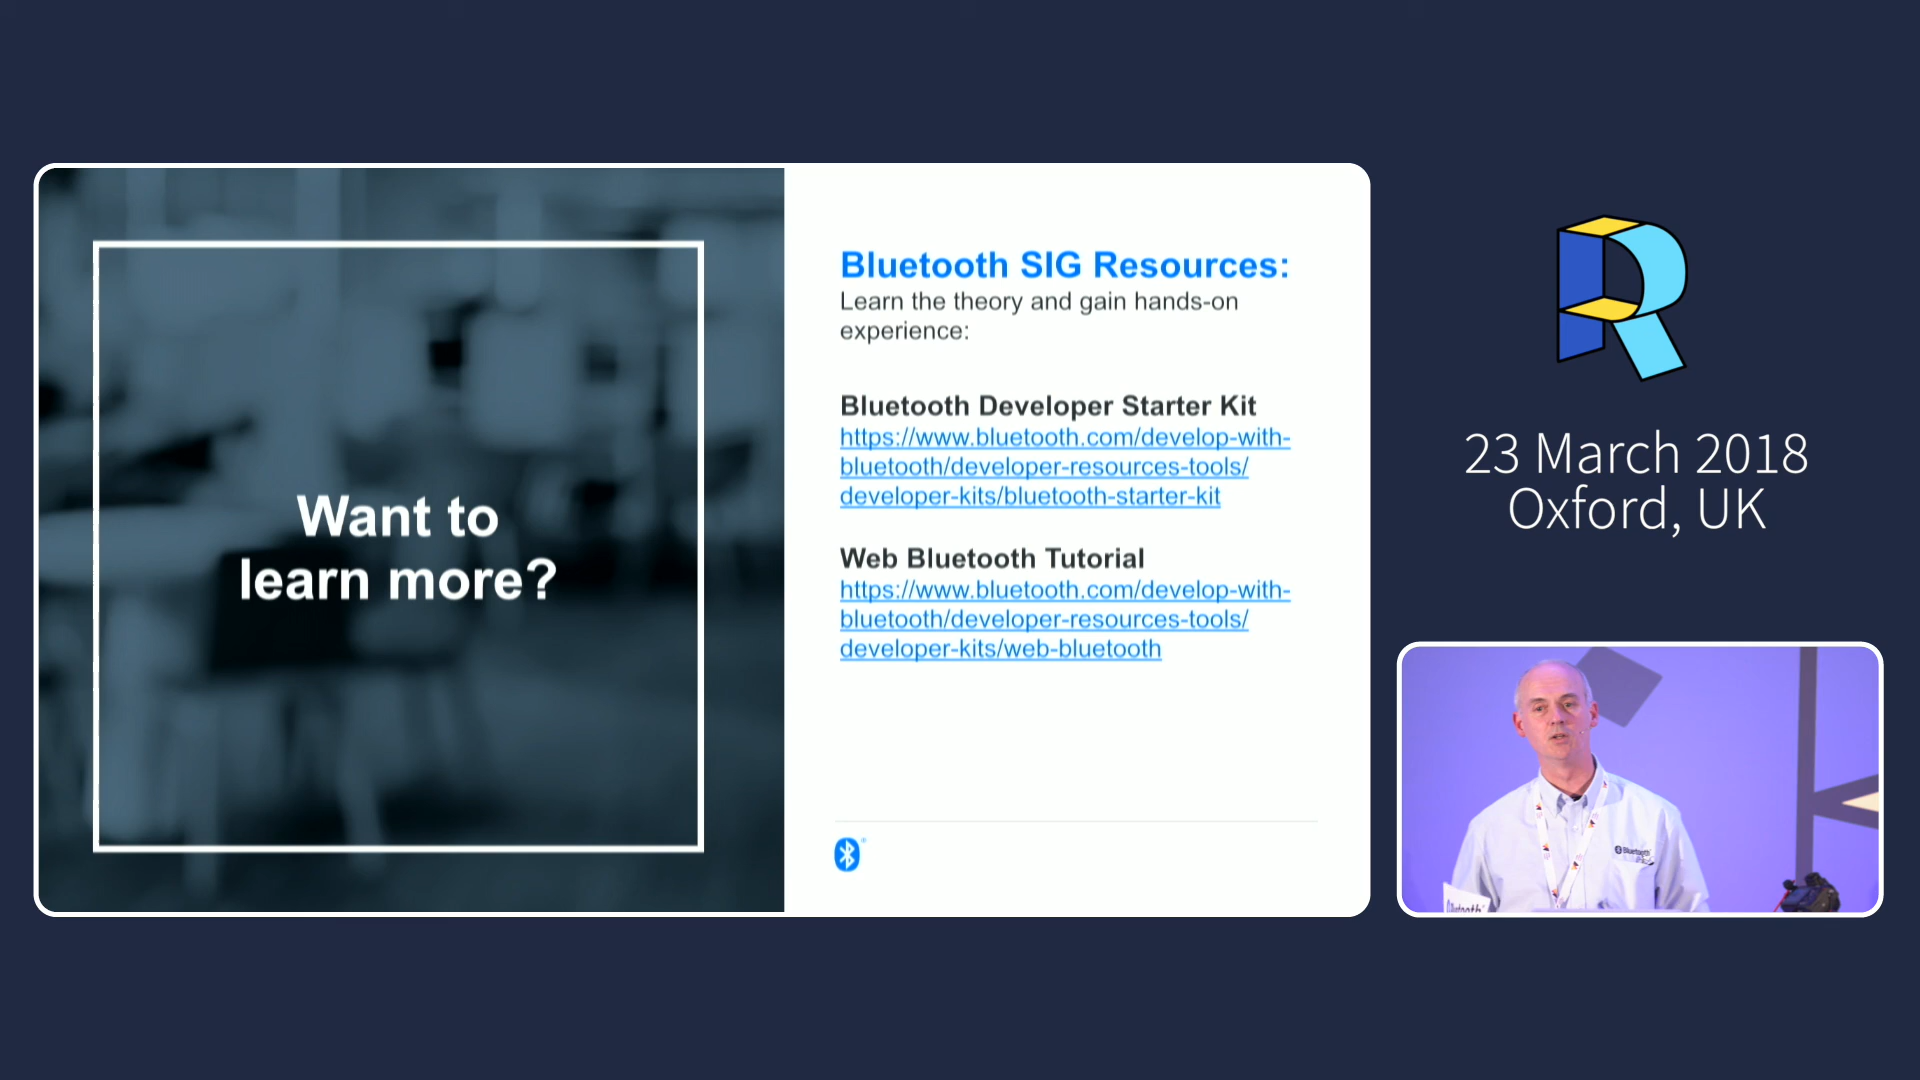 Want to
learn more?
Bluetooth SIG Resources:
Learn the theory and gain hands-on
experience:
Bluetooth Developer Starter Kit
https://www.bluetooth.com/develop-with-
bluetooth/developer-resources-tools/
developer-kits/bluetooth-starter-kit
Web Bluetooth Tutorial
https://www.bluetooth.com/develop-with-
bluetooth/developer-resources-tools/
developer-kits/web-bluetooth
23 March 2018
Oxford, UK
Bluetooth